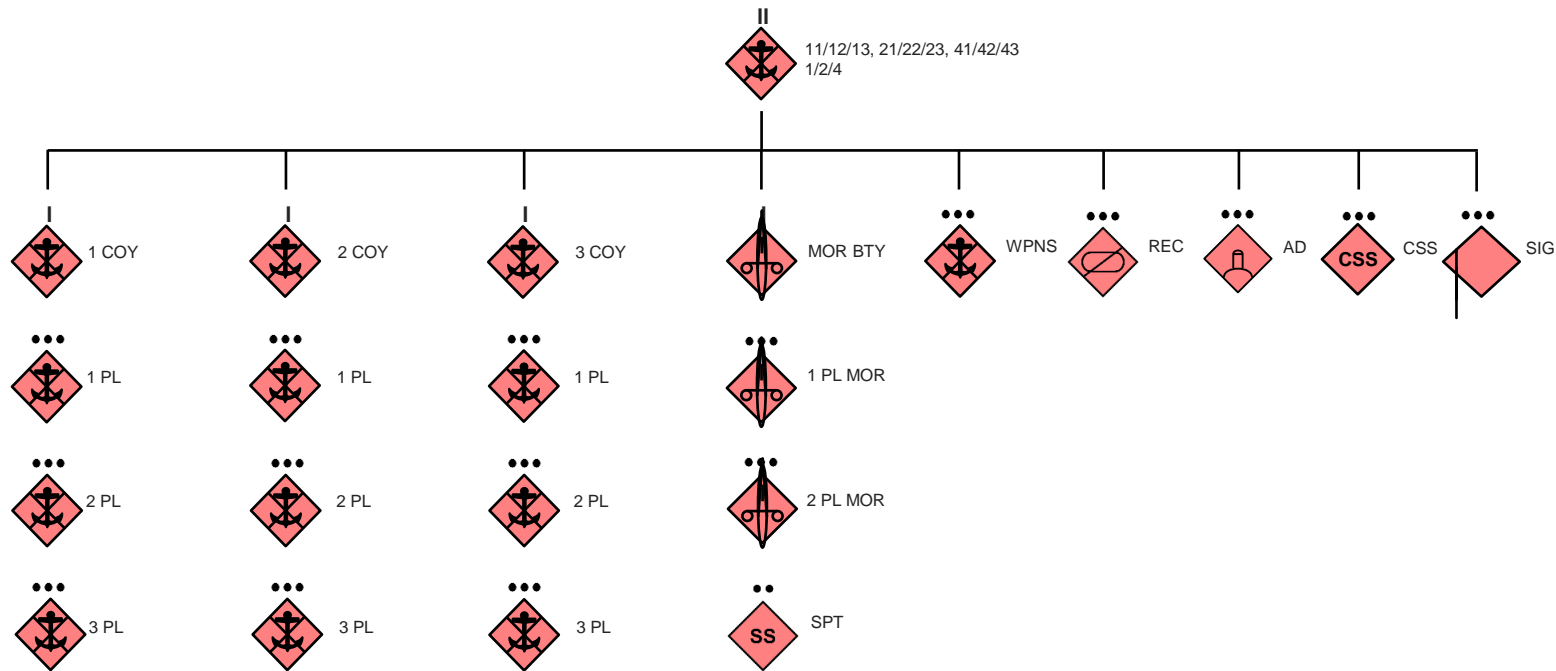 11/12/13, 21/22/23, 41/42/43
1/2/4
1 COY
2 COY
3 COY
MOR BTY
WPNS
REC
AD
CSS
CSS
SIG
1 PL
1 PL
1 PL
1 PL MOR
2 PL
2 PL
2 PL
2 PL MOR
3 PL
3 PL
3 PL
SS
SPT